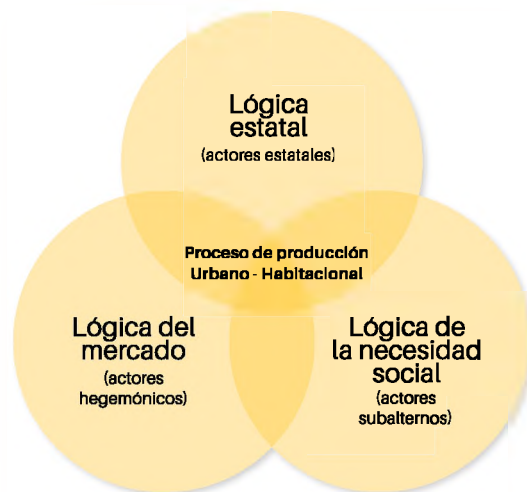 Lógica
estatal
(actores estatales)
Proceso de producción
Urbano - Habitacional
Lógica del
mercado
(actores
hegemónicos)
Lógica de
la necesidad
social
(actores
subalternos)